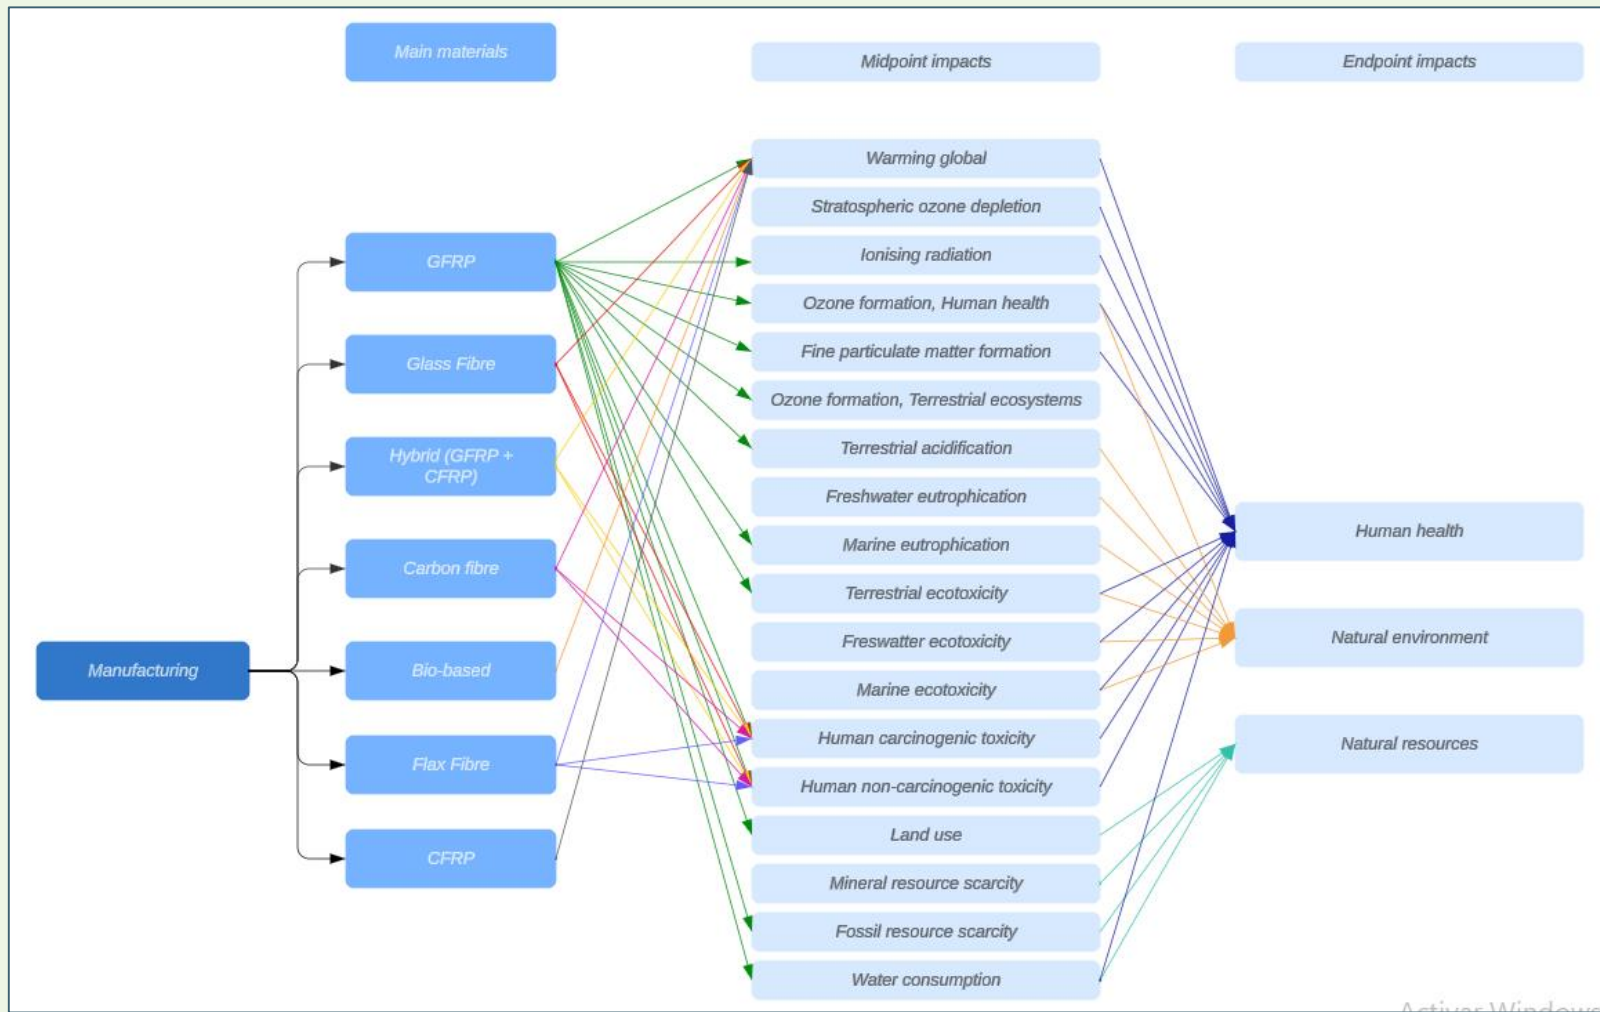 Main materials
Midpoint impacts
Endpoint impacts
Manufacturing
GFRP
Glass Fibre
Hybrid (GFRP +
CFRP)
Carbon fibre
Bio-based
Flax Fibre
CFRP
Warming global
Stratospheric ozone depletion
Ionising radiation
Ozone formation, Human health
Fine particulate matter formation
Ozone formation, Terrestrial ecosystems
Terrestrial acidification
Freshwater eutrophication
Marine eutrophication
Terrestrial ecotoxicity
Freswatter ecotoxicity
Marine ecotoxicity
Human carcinogenic toxicity
Human non-carcinogenic toxicity
Land use
Mineral resource scarcity
Fossil resource scarcity
Water consumption
Human health
Natural environment
Natural resources
Activar Windows